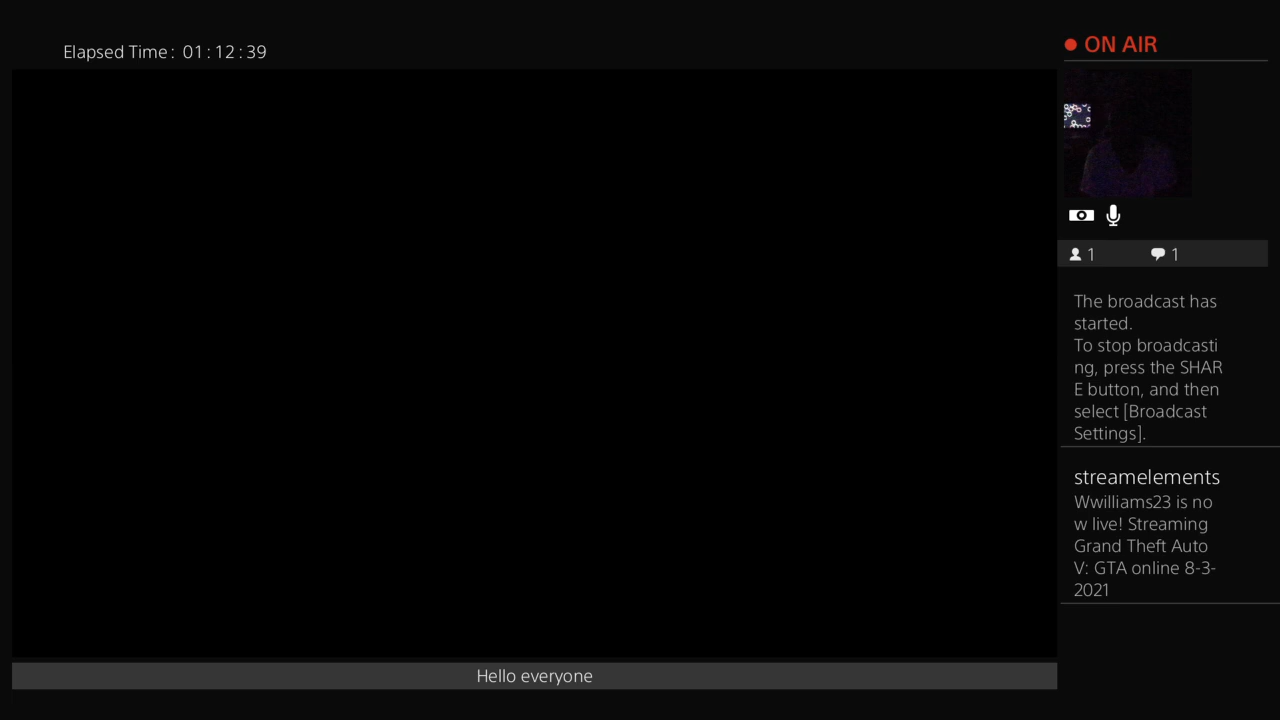 Elapsed Time: 01:12:39
ON AIR
1 1
The broadcast has
started.
To stop broadcasti
ng, press the SHAR
E button, and then
select [Broadcast
Settings].
streamelements
Wwilliams23 is no
w live! Streaming
Grand Theft Auto
V: GTA online 8-3-
2021
Hello everyone